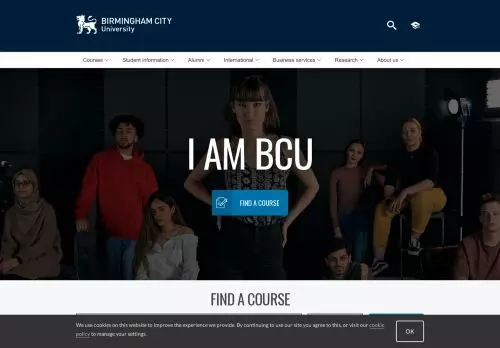 BIRMINGHAM CITY
University
Courses Student information Alumni International Business services Research About us
I AM BCU
FIND A COURSE
FIND A COURSE
We use cookies on this website to improve the experience we provide. By continuing to use our site you agree to this, or visit our cookie
policy to manage your settings.
OK